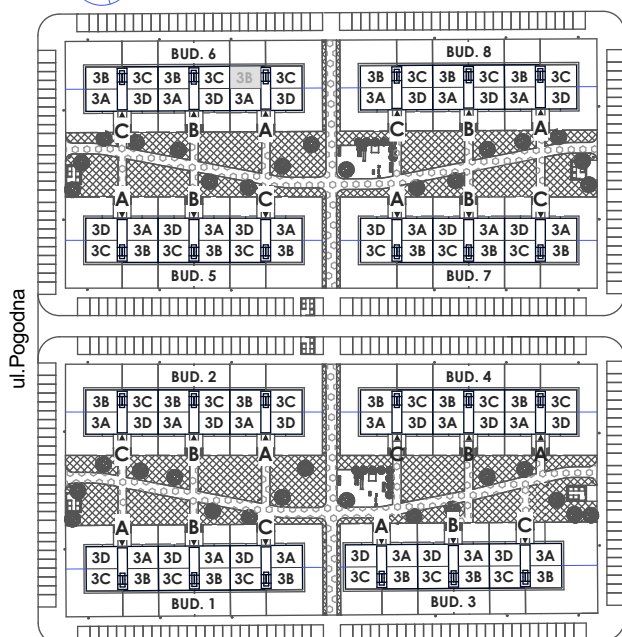 BUD. 6 BUD. 8
3B 3C 3B 3C 3B 3C 3B 3C 3B 3C 3B 3C
3A 3D 3A 3D 3A 3D 3A 3D 3A 3D 3A 3D
C B A C B A
A B C A B C
3D 3A 3D 3A 3D 3A 3D 3A 3D 3A 3D 3A
3C 3B 3C 3B 3C 3B 3C 3B 3C 3B 3C 3B
BUD. 5 BUD. 7
ul.Pogodna
BUD. 2 BUD. 4
3B 3C 3B 3C 3B 3C 3B 3C 3B 3C 3B 3C
3A 3D 3A 3D 3A 3D 3A 3D 3A 3D 3A 3D
C B A C B A
A B C A B C
3D 3A 3D 3A 3D 3A 3D 3A 3D 3A 3D 3A
3C 3B 3C 3B 3C 3B 3C 3B 3C 3B 3C 3B
BUD. 1 BUD. 3